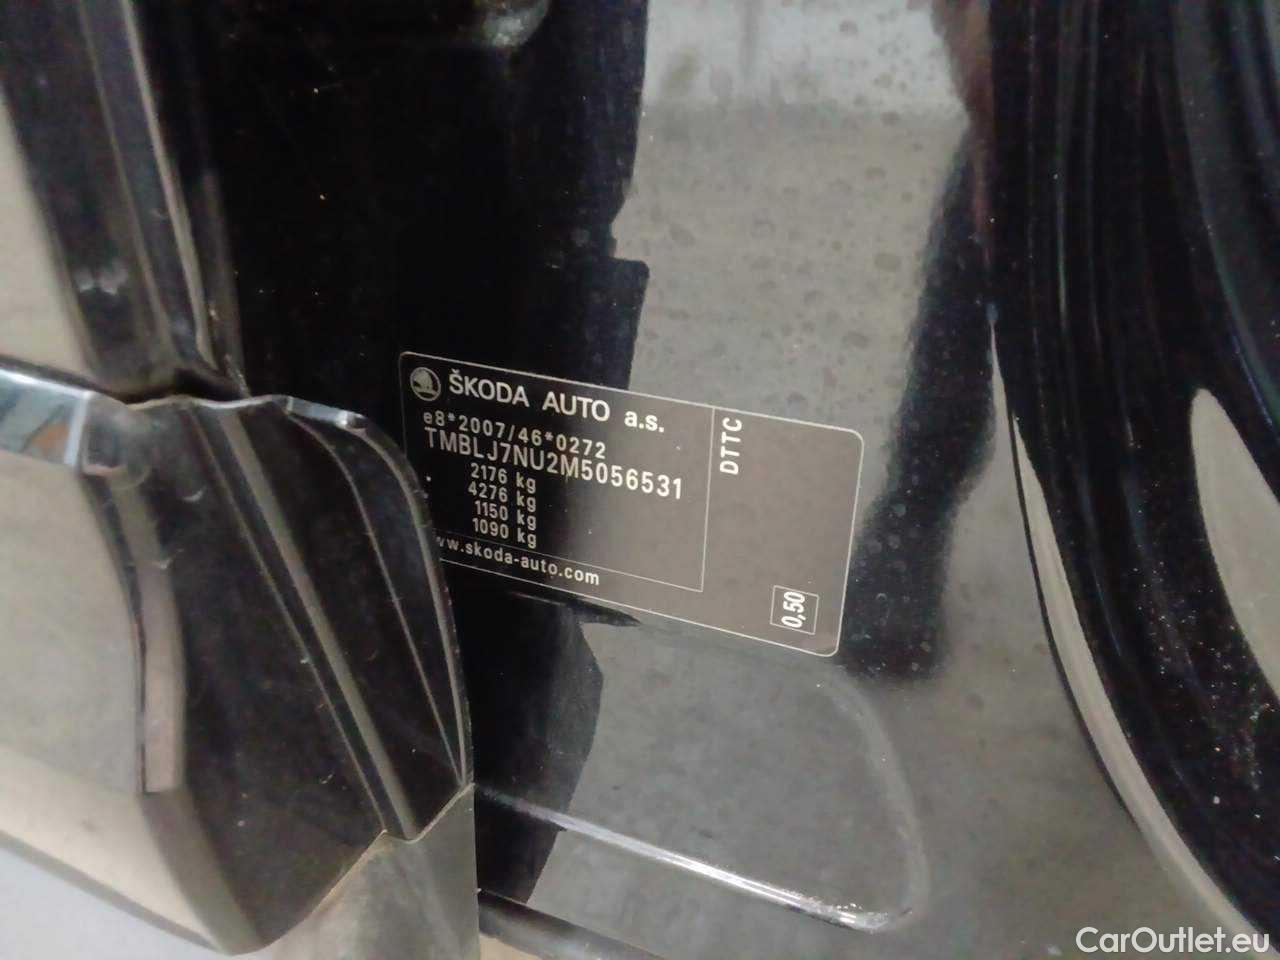 ŠKODA AUTO a.s.
e8*2007/46*0272
TMBLJ7NU2M5056531
2176 kg
4276 kg
1150 kg
1090 kg
www.skoda-auto.com
DTTC
0,50
CarOutlet.eu